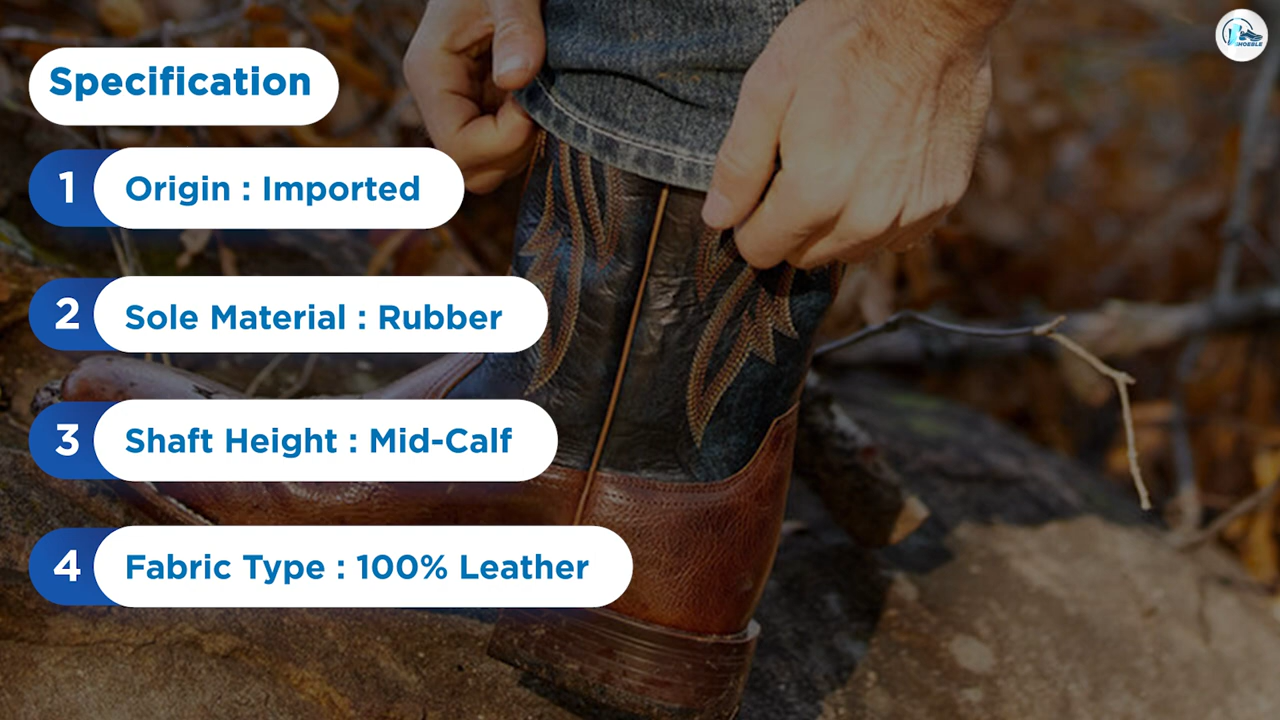 Specification
1 Origin : Imported
2 Sole Material : Rubber
3 Shaft Height : Mid-Calf
4 Fabric Type : 100% Leather